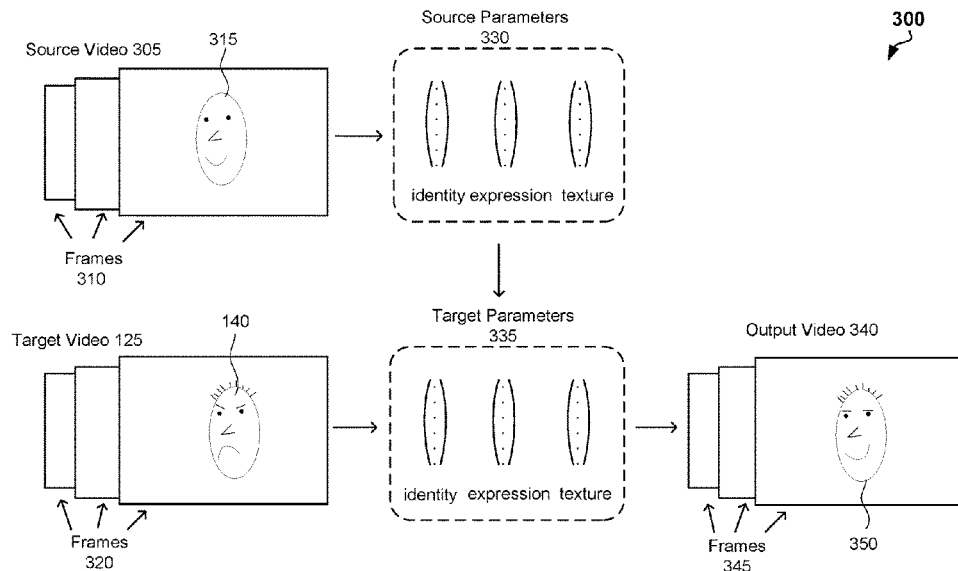 300
Source Parameters
330
315
Source Video 305
identity expression texture
Frames
310
Target Parameters
335
140
Target Video 125
Output Video 340
identity expression texture
Frames
320
Frames
345
350